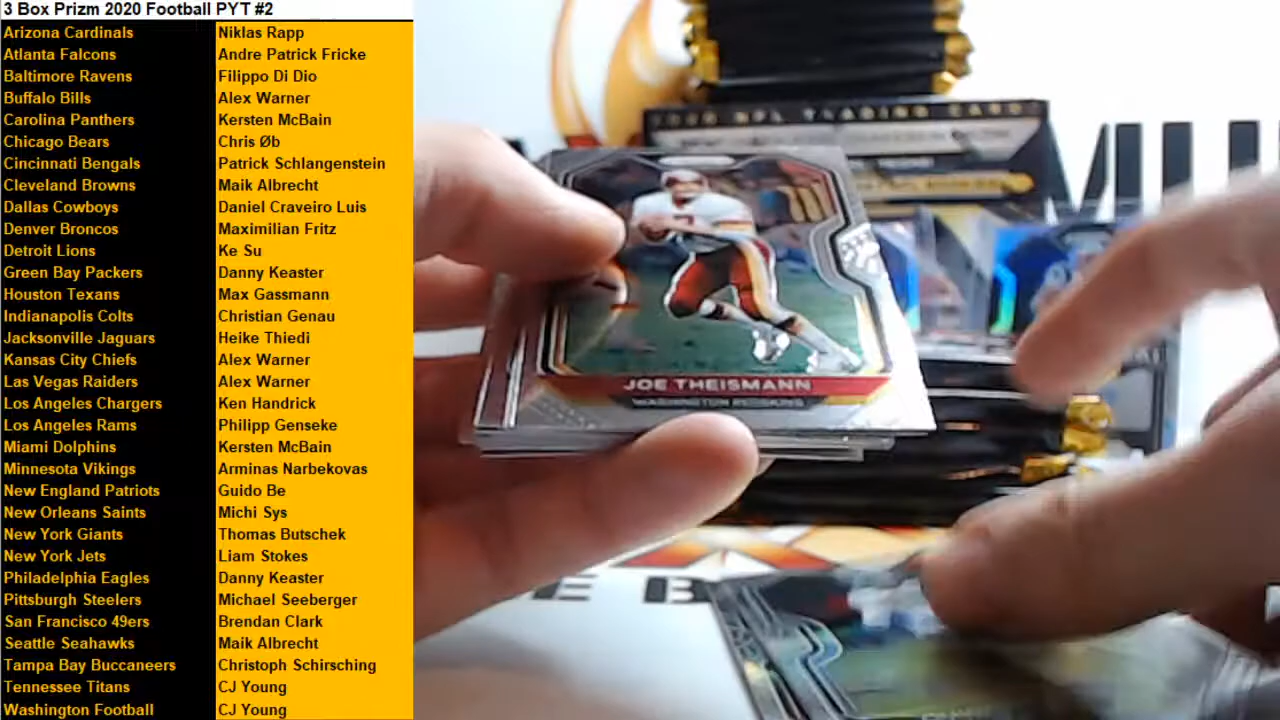 3 Box Prizm 2020 Football PYT #2
Arizona Cardinals Niklas Rapp
Atlanta Falcons Andre Patrick Fricke
Baltimore Ravens Filippo Di Dio
Buffalo Bills Alex Warner
Carolina Panthers Kersten McBain
Chicago Bears Chris Øb
Cincinnati Bengals Patrick Schlangenstein
Cleveland Browns Maik Albrecht
Dallas Cowboys Daniel Craveiro Luis
Denver Broncos Maximilian Fritz
Detroit Lions Ke Su
Green Bay Packers Danny Keaster
Houston Texans Max Gassmann
Indianapolis Colts Christian Genau
Jacksonville Jaguars Heike Thiedi
Kansas City Chiefs Alex Warner
Las Vegas Raiders Alex Warner
Los Angeles Chargers Ken Handrick
Los Angeles Rams Philipp Genseke
Miami Dolphins Kersten McBain
Minnesota Vikings Arminas Narbekovas
New England Patriots Guido Be
New Orleans Saints Michi Sys
New York Giants Thomas Butschek
New York Jets Liam Stokes
Philadelphia Eagles Danny Keaster
Pittsburgh Steelers Michael Seeberger
San Francisco 49ers Brendan Clark
Seattle Seahawks Maik Albrecht
Tampa Bay Buccaneers Christoph Schirsching
Tennessee Titans CJ Young
Washington Football CJ Young
2020 NFL TRADING CARDS
JOE THEISMANN
WASHINGTON REDSKINS
E B